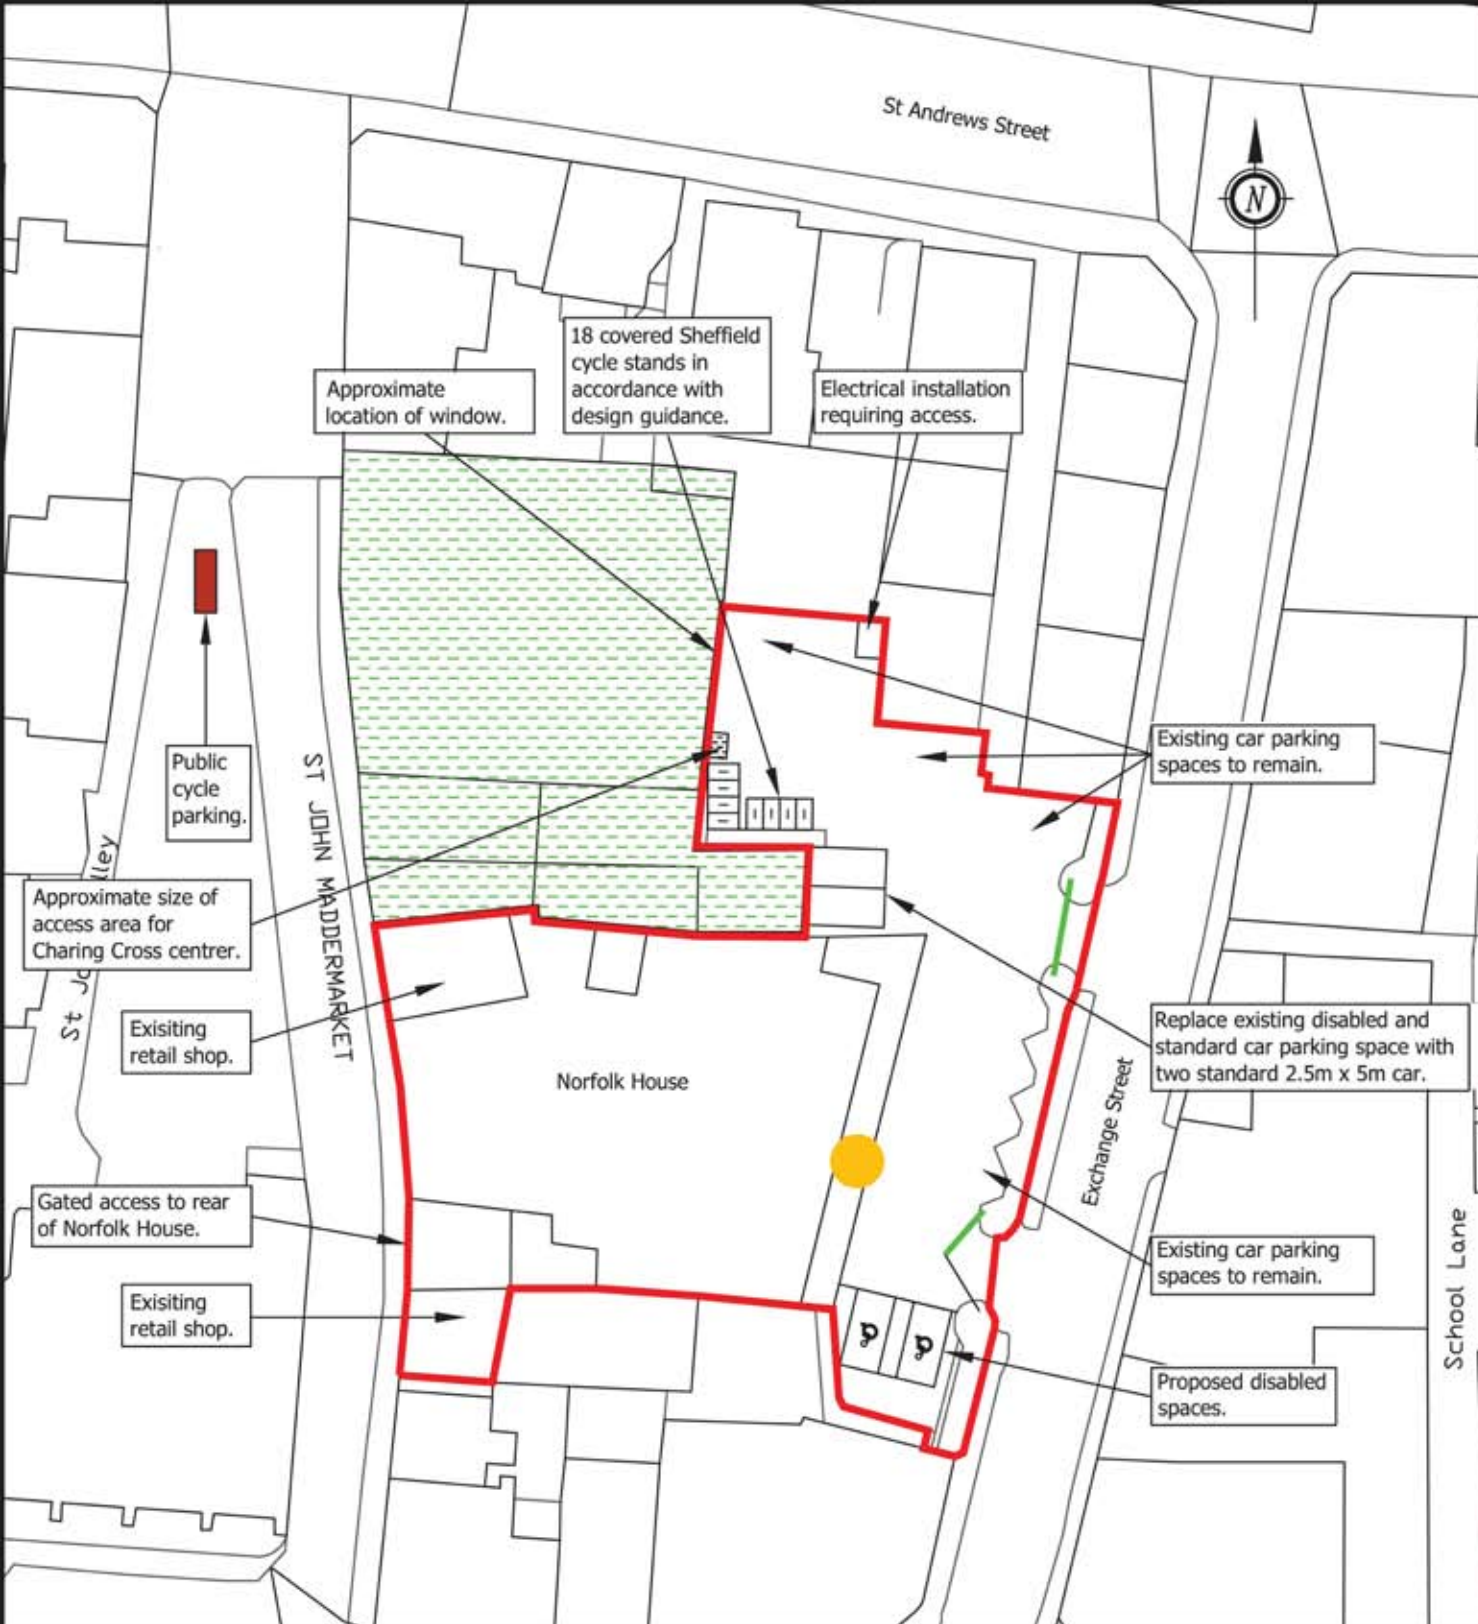 St Andrews Street
N
18 covered Sheffield
cycle stands in
accordance with
design guidance.
Approximate
location of window.
Electrical installation
requiring access.
Public
cycle
parking.
ST JOHN MADDERMARKET
Existing car parking
spaces to remain.
Approximate size of
access area for
Charing Cross centrer.
St Jo
lley
Exisiting
retail shop.
Norfolk House
Replace existing disabled and
standard car parking space with
two standard 2.5m x 5m car.
Exchange Street
Gated access to rear
of Norfolk House.
Existing car parking
spaces to remain.
School Lane
Exisiting
retail shop.
Proposed disabled
spaces.